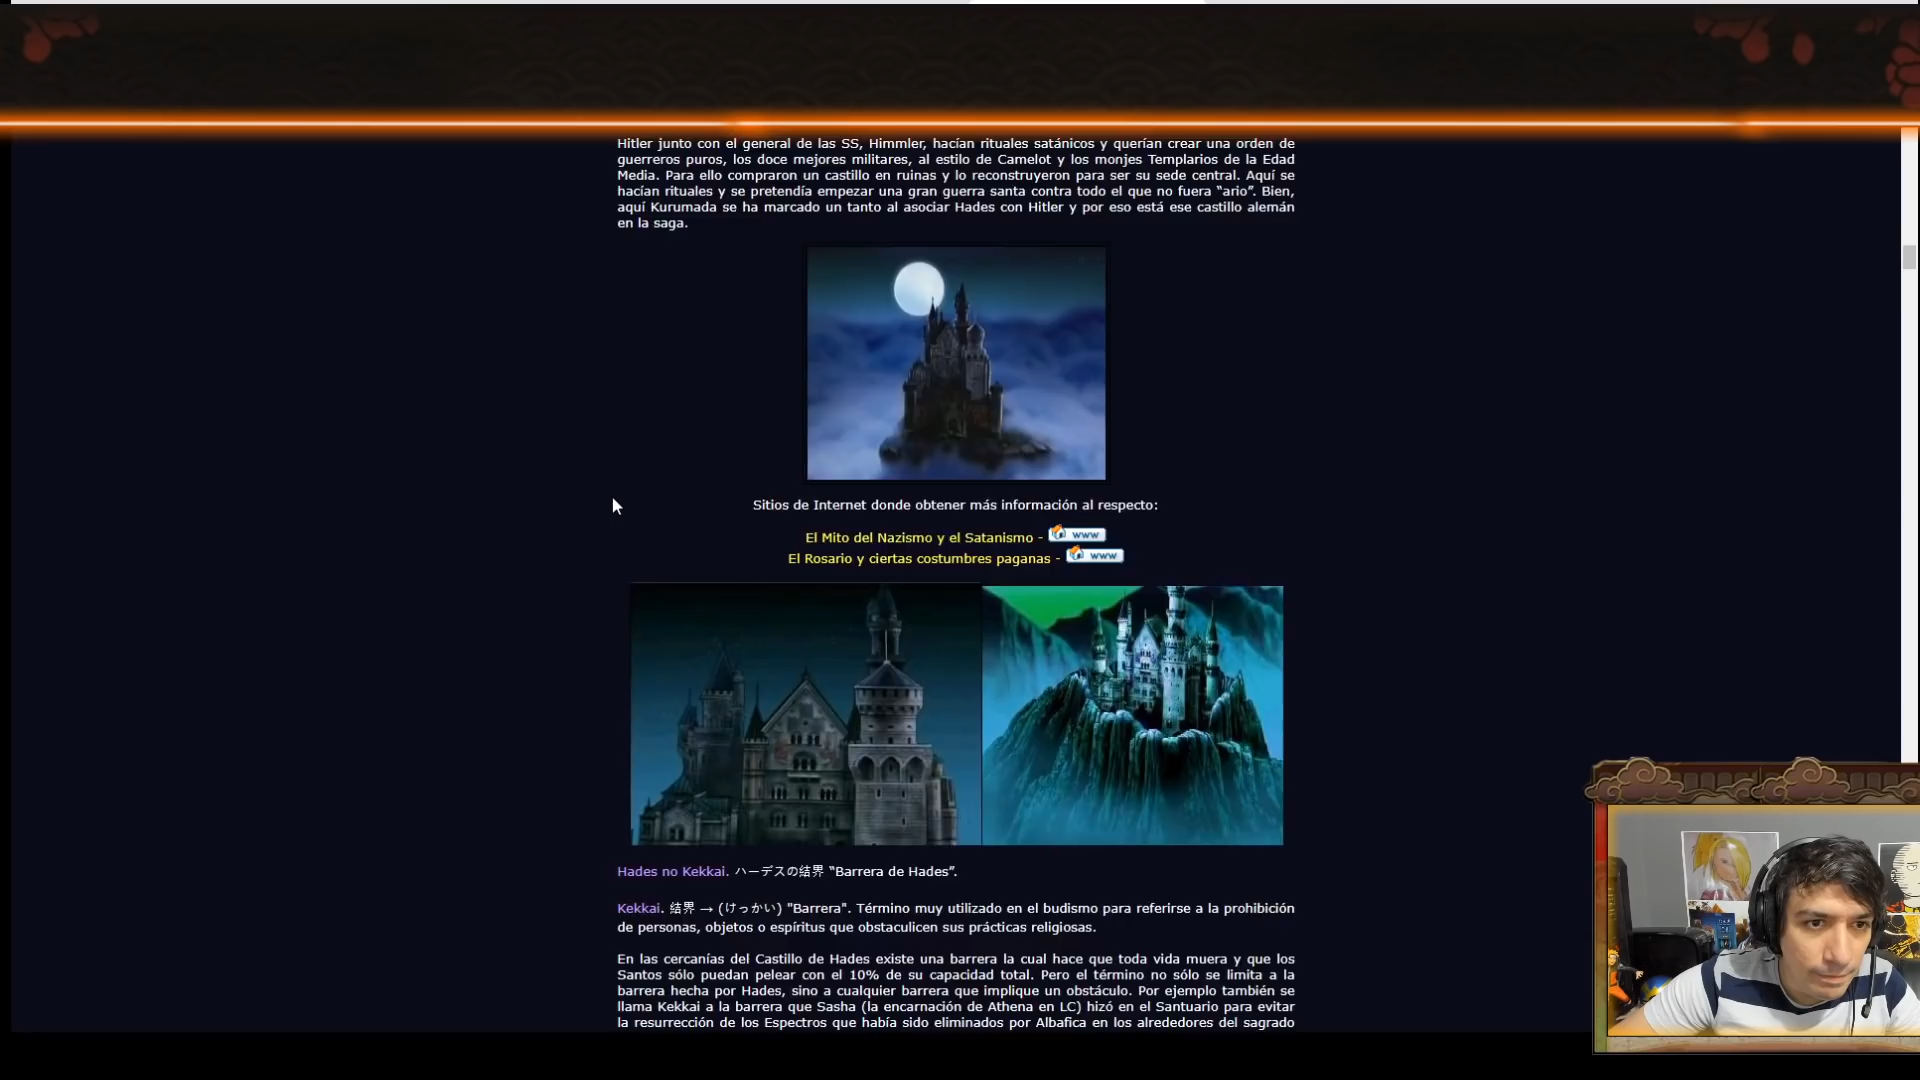 Hitler junto con el general de las SS, Himmler, hacían rituales satánicos y querían crear una orden de
guerreros puros, los doce mejores militares, al estilo de Camelot y los monjes Templarios de la Edad
Media. Para ello compraron un castillo en ruinas y lo reconstruyeron para ser su sede central. Aquí se
hacían rituales y se pretendía empezar una gran guerra santa contra todo el que no fuera “ario”. Bien,
aquí Kurumada se ha marcado un tanto al asociar Hades con Hitler y por eso está ese castillo alemán
en la saga.
Sitios de Internet donde obtener más información al respecto:
El Mito del Nazismo y el Satanismo - www
El Rosario y ciertas costumbres paganas - www
Hades no Kekkai. ハーデスの结界 “Barrera de Hades”.
Kekkai. 结界 → (けっかい) "Barrera". Término muy utilizado en el budismo para referirse a la prohibición
de personas, objetos o espíritus que obstaculicen sus prácticas religiosas.
En las cercanías del Castillo de Hades existe una barrera la cual hace que toda vida muera y que los
Santos sólo puedan pelear con el 10% de su capacidad total. Pero el término no sólo se limita a la
barrera hecha por Hades, sino a cualquier barrera que implique un obstáculo. Por ejemplo también se
llama Kekkai a la barrera que Sasha (la encarnación de Athena en LC) hizó en el Santuario para evitar
la resurrección de los Espectros que había sido eliminados por Albafica en los alrededores del sagrado